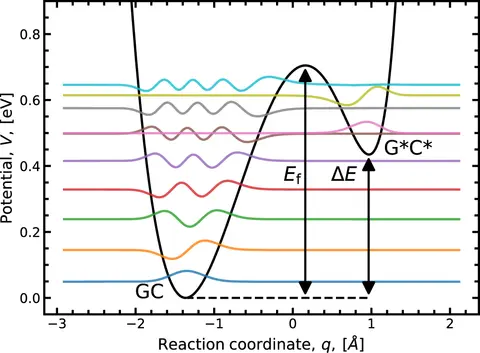 0.8
0.6
0.4
0.2
0.0
Potential, V, [eV]
G*C*
E_f
ΔE
GC
−3 −2 −1 0 1 2
Reaction coordinate, q, [Å]